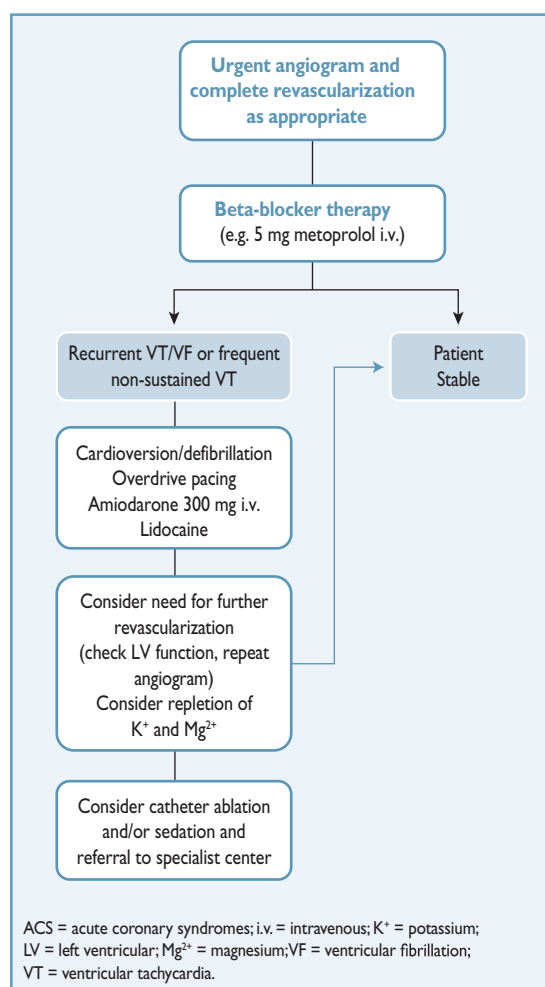 Urgent angiogram and
complete revascularization
as appropriate
Beta-blocker therapy
(e.g. 5 mg metoprolol i.v.)
Recurrent VT/VF or frequent
non-sustained VT
Patient
Stable
Cardioversion/defibrillation
Overdrive pacing
Amiodarone 300 mg i.v.
Lidocaine
Consider need for further
revascularization
(check LV function, repeat
angiogram)
Consider repletion of
K⁺ and Mg²⁺
Consider catheter ablation
and/or sedation and
referral to specialist center
ACS = acute coronary syndromes; i.v. = intravenous; K⁺ = potassium;
LV = left ventricular; Mg²⁺ = magnesium; VF = ventricular fibrillation;
VT = ventricular tachycardia.